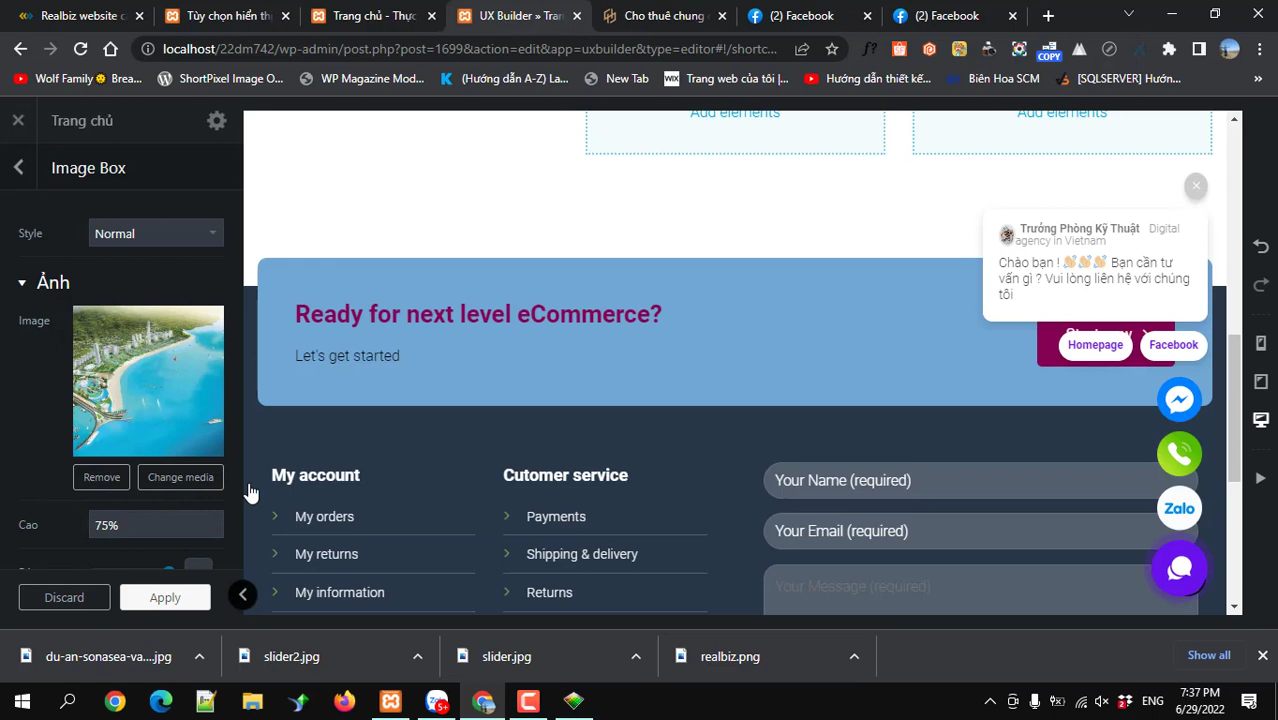 Realbiz website c
Tùy chọn hiển th
Trang chủ - Thực
UX Builder » Tran
Cho thuê chung
(2) Facebook
(2) Facebook
localhost/22dm742/wp-admin/post.php?post=1699&action=edit&app=uxbuilder&type=editor#!/shortc...
COPY
Wolf Family Brea...
ShortPixel Image O...
WP Magazine Mod...
(Hướng dẫn A-Z) La...
New Tab
WIX
Trang web của tôi |...
Hướng dẫn thiết kế...
Biên Hoa SCM
[SQLSERVER] Hướn...
Trang chủ
Image Box
Style
Normal
Ảnh
Image
Remove
Change media
Cao
75%
Discard
Apply
Add elements
Add elements
Trưởng Phòng Kỹ Thuật Digital
agency in Vietnam
Chào bạn ! 👋👋👋 Bạn cần tư
vấn gì ? Vui lòng liên hệ với chúng
tôi
Ready for next level eCommerce?
Let's get started
Homepage
Facebook
My account
My orders
My returns
My information
Cutomer service
Payments
Shipping & delivery
Returns
Your Name (required)
Your Email (required)
Your Message (required)
Zalo
du-an-sonasea-va....jpg
slider2.jpg
slider.jpg
realbiz.png
Show all
5+
2
ENG
7:37 PM
6/29/2022